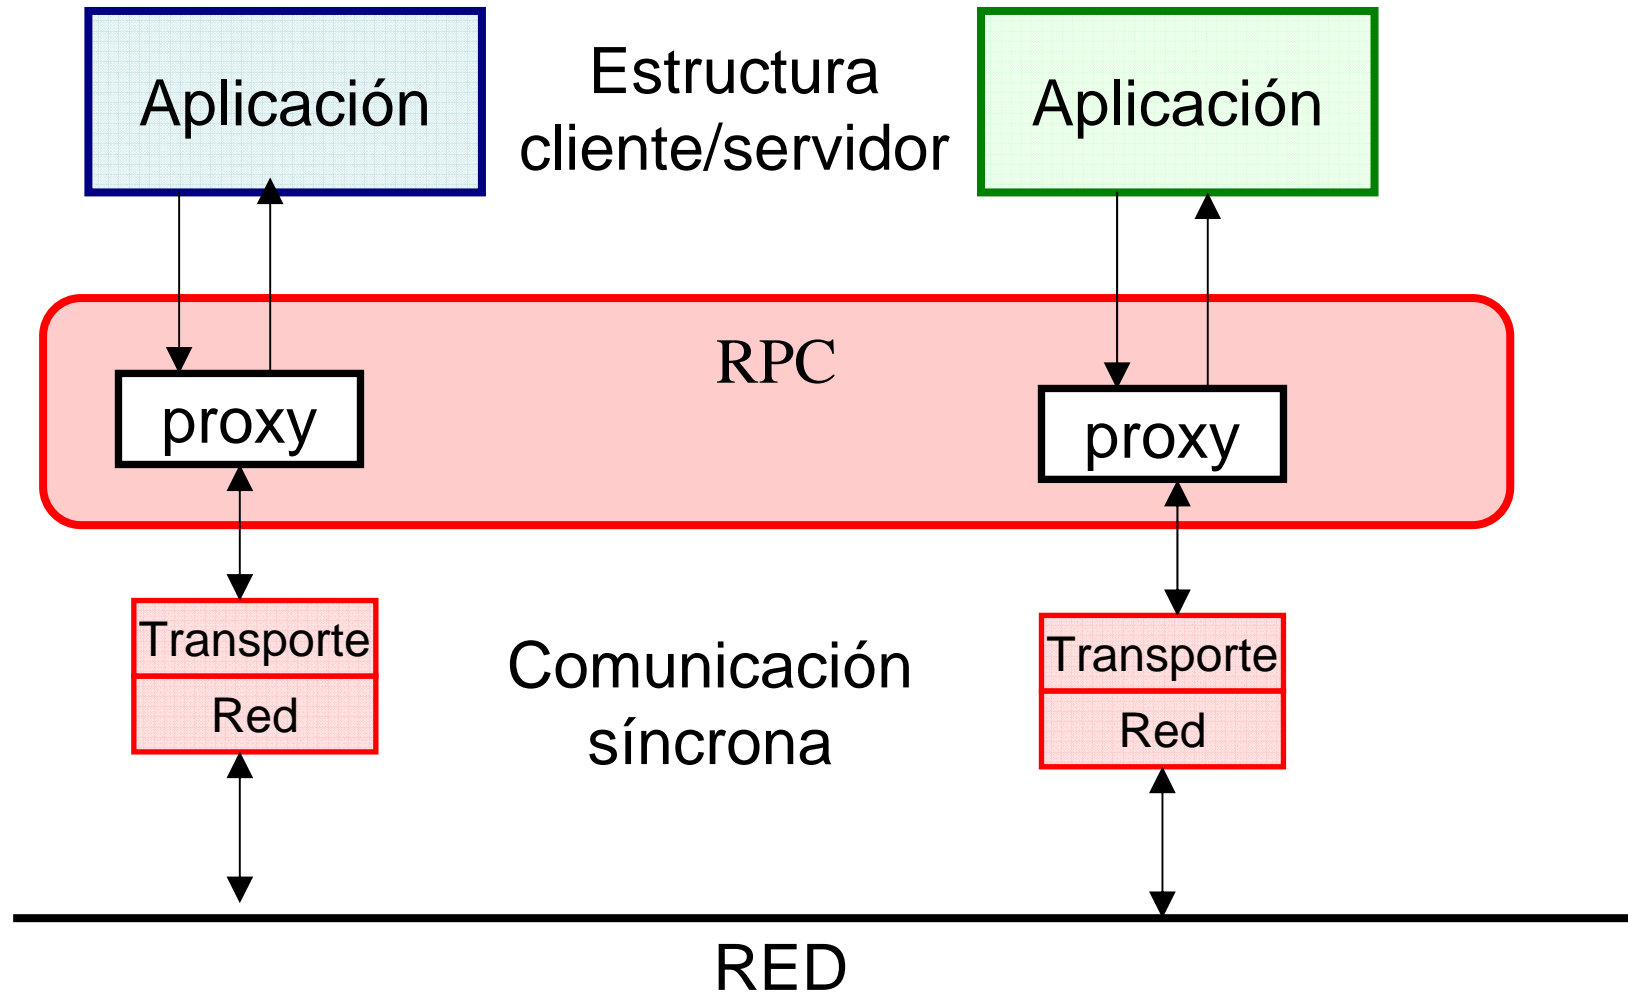 Aplicación
Estructura
cliente/servidor
Aplicación
RPC
proxy
proxy
Transporte
Red
Comunicación
síncrona
Transporte
Red
RED